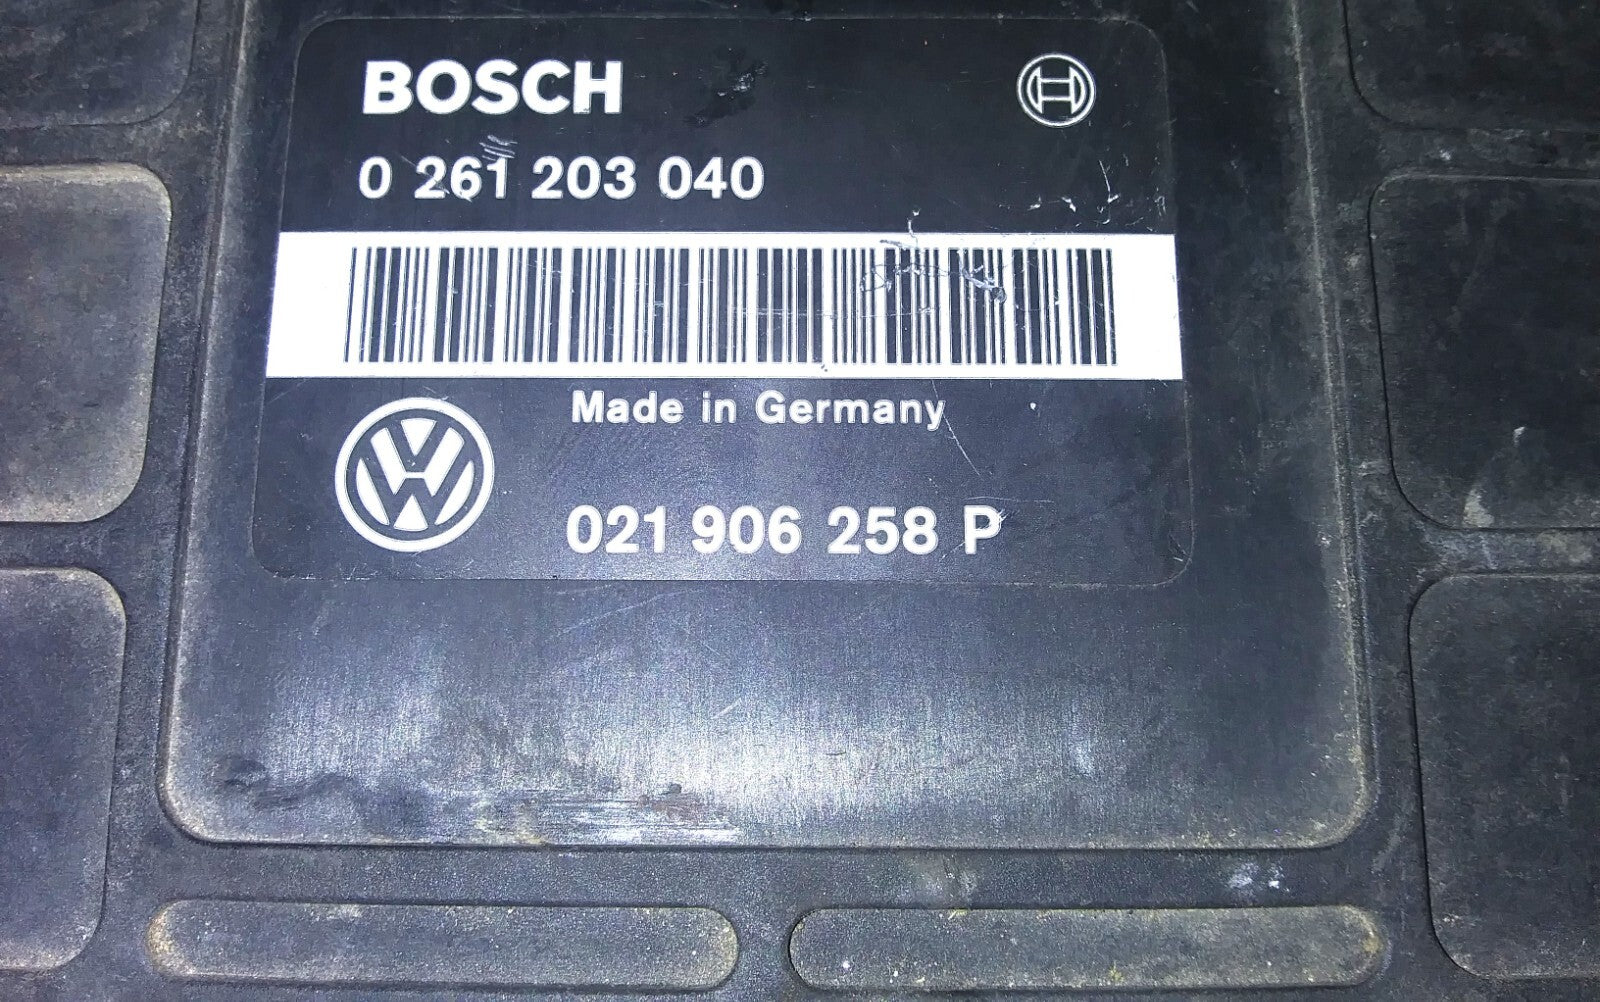 BOSCH
0 261 203 040
Made in Germany
021 906 258 P